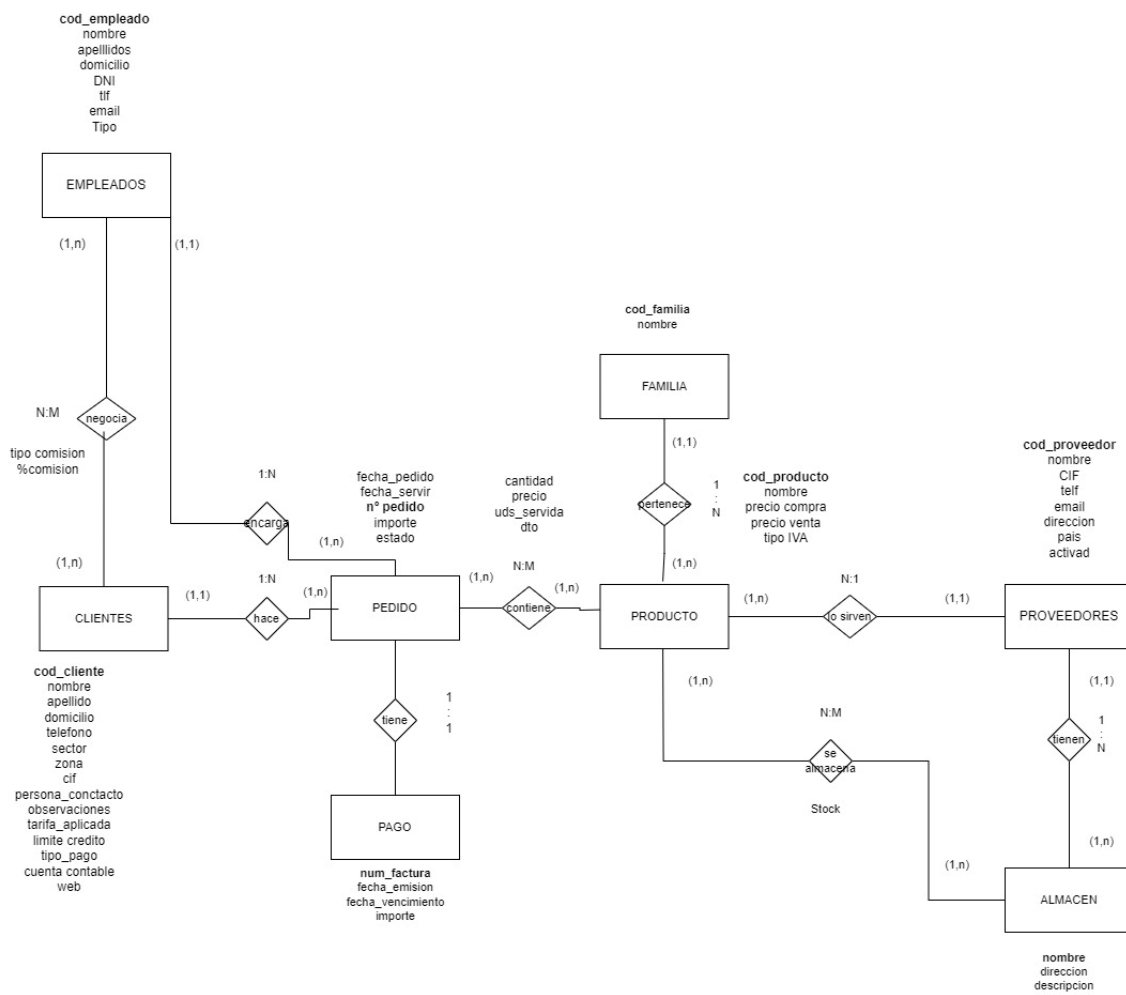 cod_empleado
nombre
apelllidos
domicilio
DNI
tlf
email
Tipo
EMPLEADOS
(1,n)
(1,1)
negocia
N:M
tipo comision
%comision
(1,n)
1:N
encarga
(1,n)
CLIENTES
(1,1)
1:N
hace
(1,n)
cod_cliente
nombre
apellido
domicilio
telefono
sector
zona
cif
persona_conctacto
observaciones
tarifa_aplicada
limite credito
tipo_pago
cuenta contable
web
fecha_pedido
fecha_servir
nº pedido
importe
estado
PEDIDO
tiene
1
:
1
PAGO
num_factura
fecha_emision
fecha_vencimiento
importe
cantidad
precio
uds_servida
dto
(1,n)
N:M
contiene
(1,n)
cod_familia
nombre
FAMILIA
(1,1)
pertenece
1
:
N
(1,n)
cod_producto
nombre
precio compra
precio venta
tipo IVA
PRODUCTO
(1,n)
N:1
lo sirven
(1,1)
cod_proveedor
nombre
CIF
telf
email
direccion
pais
activad
PROVEEDORES
(1,1)
tienen
1
:
N
(1,n)
(1,n)
N:M
se
almacena
Stock
(1,n)
ALMACEN
nombre
direccion
descripcion